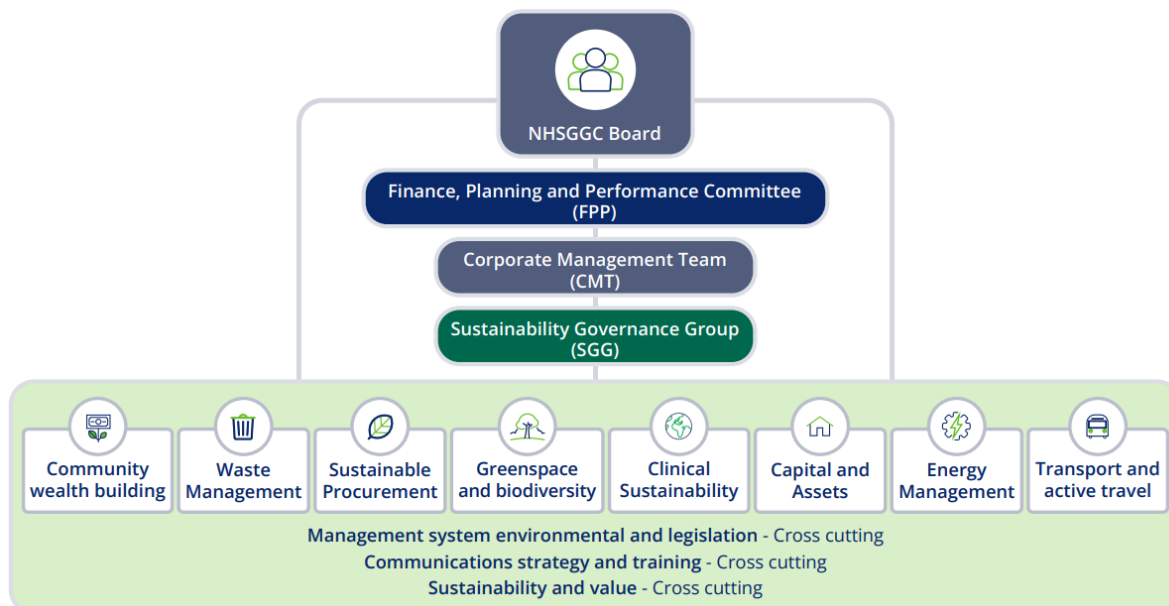 NHSGGC Board
Finance, Planning and Performance Committee
(FPP)
Corporate Management Team
(CMT)
Sustainability Governance Group
(SGG)
Community
wealth building
Waste
Management
Sustainable
Procurement
Greenspace
and biodiversity
Clinical
Sustainability
Capital and
Assets
Energy
Management
Transport and
active travel
Management system environmental and legislation - Cross cutting
Communications strategy and training - Cross cutting
Sustainability and value - Cross cutting